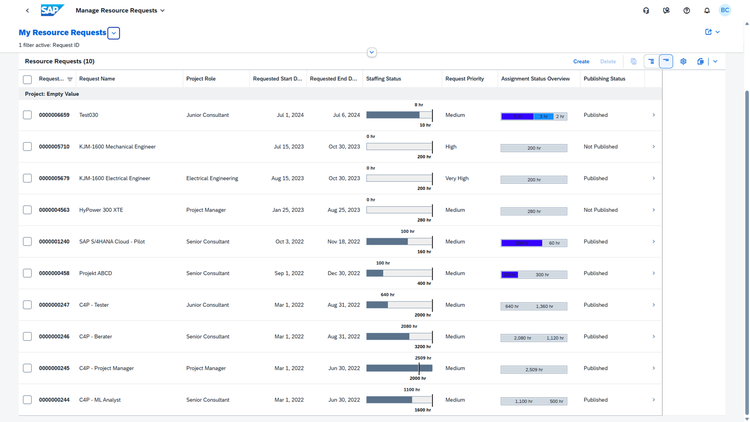 SAP Manage Resource Requests BC
My Resource Requests
1 filter active: Request ID
Resource Requests (10) Create Delete
Request... Request Name Project Role Requested Start D... Requested End D... Staffing Status Request Priority Assignment Status Overview Publishing Status
Project: Empty Value
8 hr
0000006659 Test030 Junior Consultant Jul 1, 2024 Jul 6, 2024 Medium 2 hr Published
10 hr
0 hr
0000005710 KJM-1600 Mechanical Engineer Jul 15, 2023 Oct 30, 2023 High 200 hr Not Published
200 hr
0 hr
0000005679 KJM-1600 Electrical Engineer Electrical Engineering Aug 15, 2023 Oct 30, 2023 Very High 200 hr Published
200 hr
0 hr
0000004563 HyPower 300 XTE Project Manager Jan 25, 2023 Aug 25, 2023 Medium 280 hr Not Published
280 hr
100 hr
0000001240 SAP S/4HANA Cloud - Pilot Senior Consultant Oct 3, 2022 Nov 18, 2022 Medium 60 hr Published
160 hr
100 hr
0000000458 Projekt ABCD Senior Consultant Sep 1, 2022 Dec 30, 2022 Medium 300 hr Published
400 hr
640 hr
0000000247 C4P - Tester Junior Consultant Mar 1, 2022 Aug 31, 2022 Medium 640 hr 1,360 hr Published
2000 hr
2080 hr
0000000246 C4P - Berater Senior Consultant Mar 1, 2022 Aug 31, 2022 Medium 2,080 hr 1,120 hr Published
3200 hr
2509 hr
0000000245 C4P - Project Manager Project Manager Mar 1, 2022 Jun 30, 2022 Medium 2,509 hr Published
2000 hr
1100 hr
0000000244 C4P - ML Analyst Senior Consultant Mar 1, 2022 Jun 30, 2022 Medium 1,100 hr 500 hr Published
1600 hr